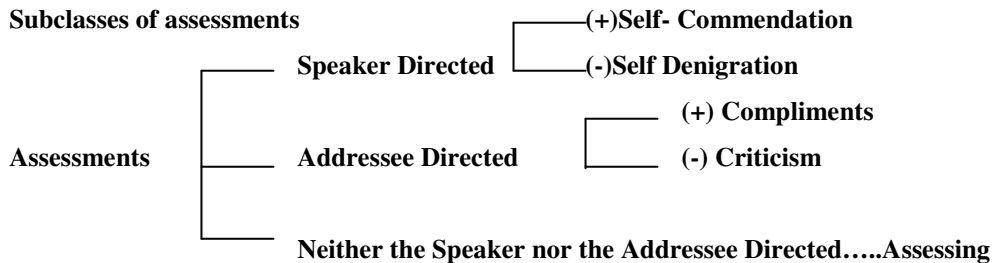 Subclasses of assessments (+)Self- Commendation
Speaker Directed (-)Self Denigration
(+) Compliments
Assessments Addressee Directed (-) Criticism
Neither the Speaker nor the Addressee Directed…..Assessing